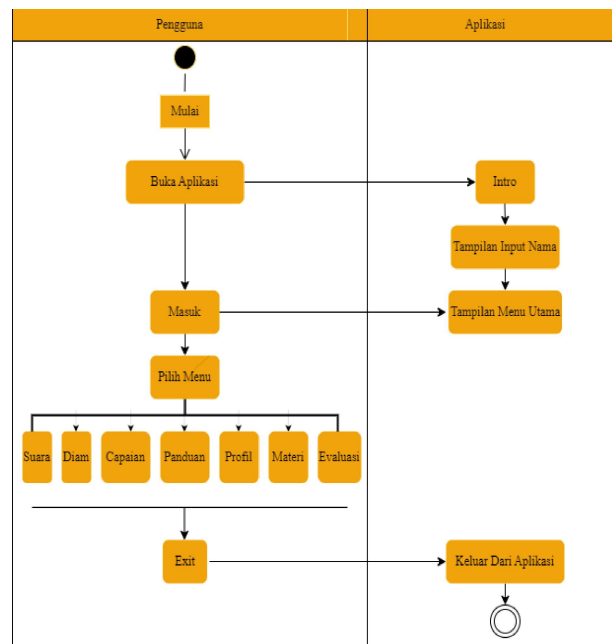 Pengguna
Aplikasi
Mulai
Buka Aplikasi
Intro
Tampilan Input Nama
Masuk
Tampilan Menu Utama
Pilih Menu
Suara
Diam
Capaian
Panduan
Profil
Materi
Evaluasi
Exit
Keluar Dari Aplikasi